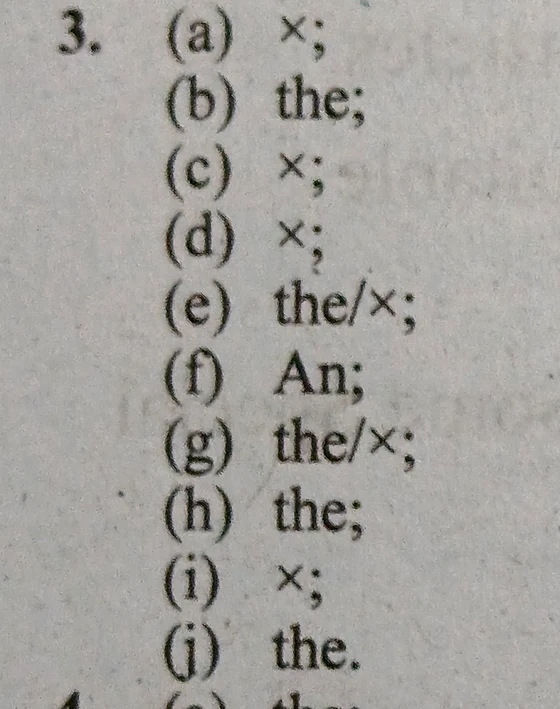 3. (a) ×;
(b) the;
(c) ×;
(d) ×;
(e) the/×;
(f) An;
(g) the/×;
(h) the;
(i) ×;
(j) the.